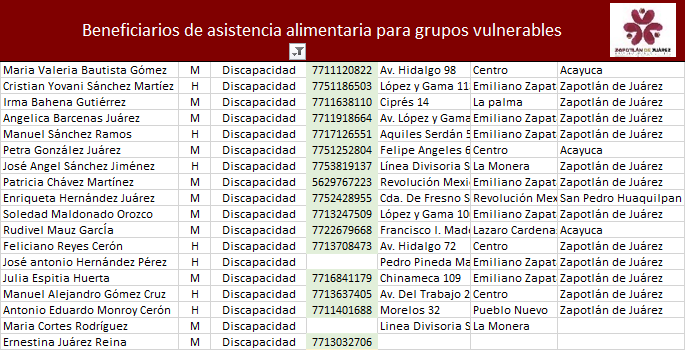 Beneficiarios de asistencia alimentaria para grupos vulnerables
ZAPOTLÁN DE JUÁREZ
Maria Valeria Bautista Gómez M Discapacidad 7711120822 Av. Hidalgo 98 Centro Acayuca
Cristian Yovani Sánchez Martíez H Discapacidad 7751186503 López y Gama 11 Emiliano Zapat Zapotlán de Juárez
Irma Bahena Gutiérrez M Discapacidad 7711638110 Ciprés 14 La palma Zapotlán de Juárez
Angelica Barcenas Juárez M Discapacidad 7711918664 Av. López y Gama Emiliano Zapat Zapotlán de Juárez
Manuel Sánchez Ramos H Discapacidad 7717126551 Aquiles Serdán 5 Emiliano Zapat Zapotlán de Juárez
Petra González Juárez M Discapacidad 7751252804 Felipe Angeles 6 Centro Acayuca
José Angel Sánchez Jiménez H Discapacidad 7753819137 Línea Divisoria S La Monera Zapotlán de Juárez
Patricia Chávez Martínez M Discapacidad 5629767223 Revolución Mexi Emiliano Zapat Zapotlán de Juárez
Enriqueta Hernández Juárez M Discapacidad 7752428955 Cda. De Fresno S Revolución Mex San Pedro Huaquilpan
Soledad Maldonado Orozco M Discapacidad 7713247509 López y Gama 10 Emiliano Zapat Zapotlán de Juárez
Rudivel Mauz García M Discapacidad 7722679668 Francisco I. Made Lazaro Cardenas Acayuca
Feliciano Reyes Cerón H Discapacidad 7713708473 Av. Hidalgo 72 Centro Zapotlán de Juárez
José antonio Hernández Pérez H Discapacidad Pedro Pineda Ma Emiliano Zapat Zapotlán de Juárez
Julia Espitia Huerta M Discapacidad 7716841179 Chinameca 109 Emiliano Zapat Zapotlán de Juárez
Manuel Alejandro Gómez Cruz H Discapacidad 7713637405 Av. Del Trabajo 2 Centro Zapotlán de Juárez
Antonio Eduardo Monroy Cerón H Discapacidad 7711401688 Morelos 32 Pueblo Nuevo Zapotlán de Juárez
Maria Cortes Rodríguez M Discapacidad Linea Divisoria S La Monera
Ernestina Juárez Reina M Discapacidad 7713032706